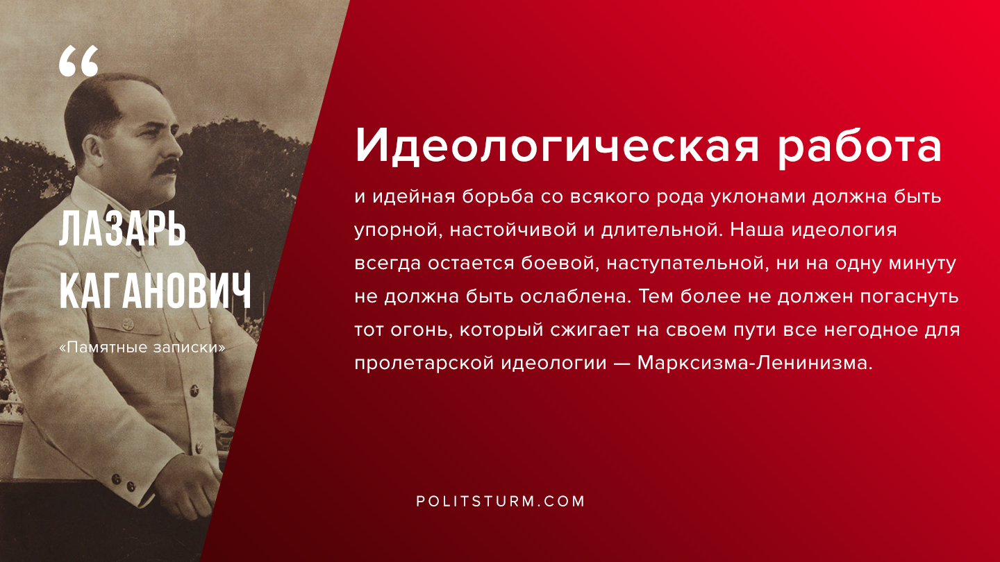 “
ЛАЗАРЬ
КАГАНОВИЧ
«Памятные записки»
Идеологическая работа
и идейная борьба со всякого рода уклонами должна быть
упорной, настойчивой и длительной. Наша идеология
всегда остается боевой, наступательной, ни на одну минуту
не должна быть ослаблена. Тем более не должен погаснуть
тот огонь, который сжигает на своем пути все негодное для
пролетарской идеологии — Марксизма-Ленинизма.
POLITSTURM.COM